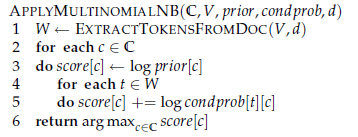 APPLYMULTINOMIALNB(ℂ, V, prior, condprob, d)
1 W ← EXTRACTTOKENSFROMDOC(V, d)
2 for each c ∈ ℂ
3 do score[c] ← log prior[c]
4 for each t ∈ W
5 do score[c] += log condprob[t][c]
6 return arg max_{c∈ℂ} score[c]